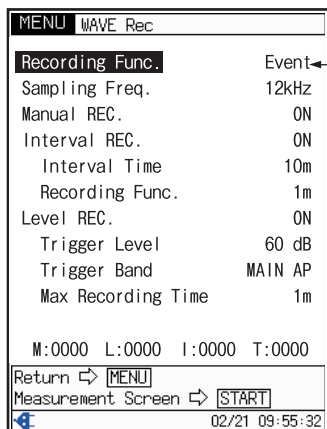 MENU WAVE Rec
Recording Func. Event
Sampling Freq. 12kHz
Manual REC. ON
Interval REC. ON
Interval Time 10m
Recording Func. 1m
Level REC. ON
Trigger Level 60 dB
Trigger Band MAIN AP
Max Recording Time 1m
M:0000 L:0000 I:0000 T:0000
Return ⇨ MENU
Measurement Screen ⇨ START
02/21 09:55:32